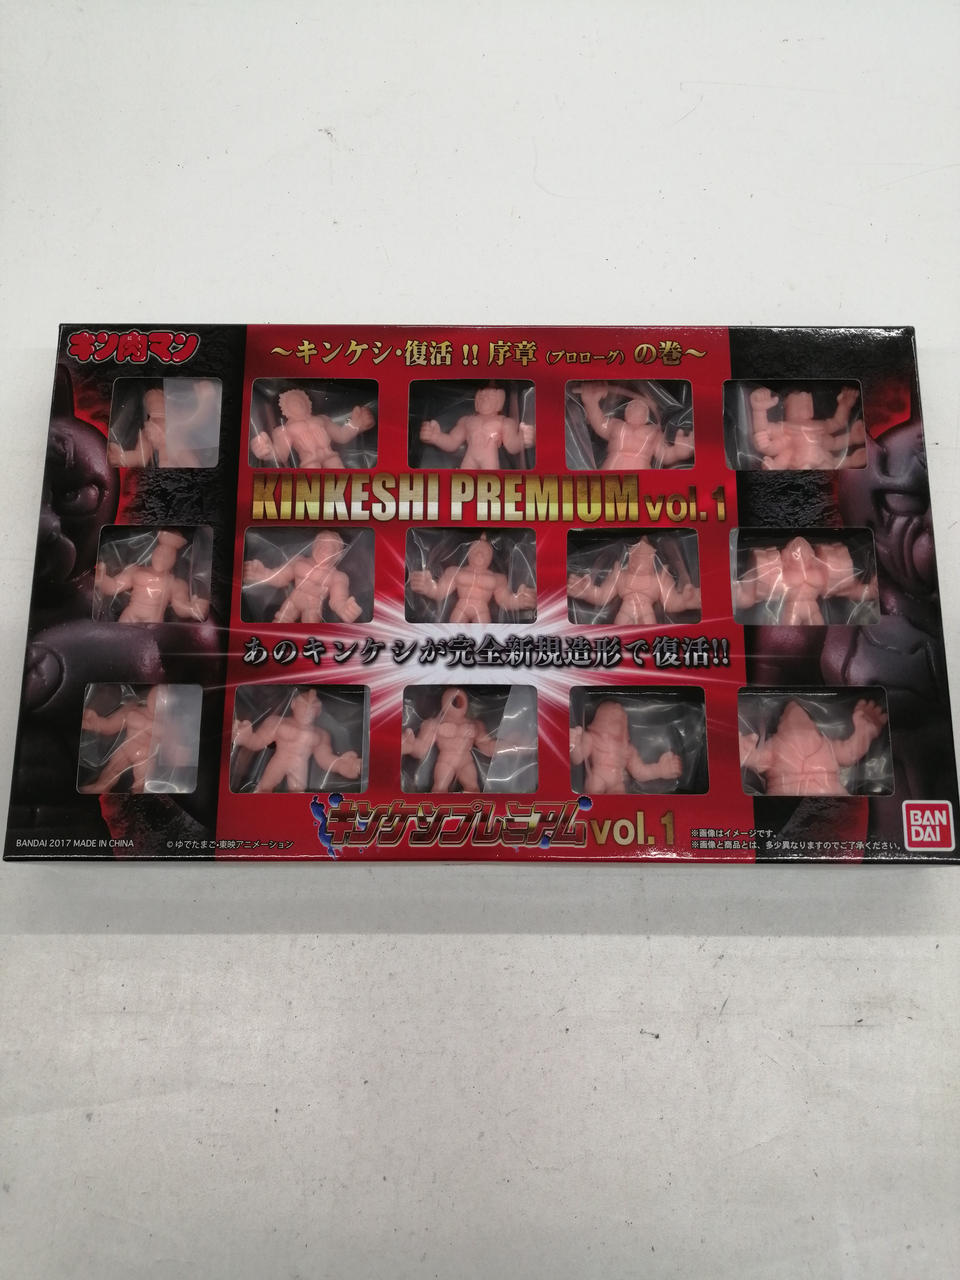 キン肉マン
～キンケシ・復活!!序章(プロローグ)の巻～
KINKESHI PREMIUM vol.1
あのキンケシが完全新規造形で復活!!
キンケシプレミアム vol.1
BANDAI 2017 MADE IN CHINA
©ゆでたまご・東映アニメーション
※画像はイメージです。
※画像と商品とは、多少異なりますのでご了承ください。
BAN
DAI